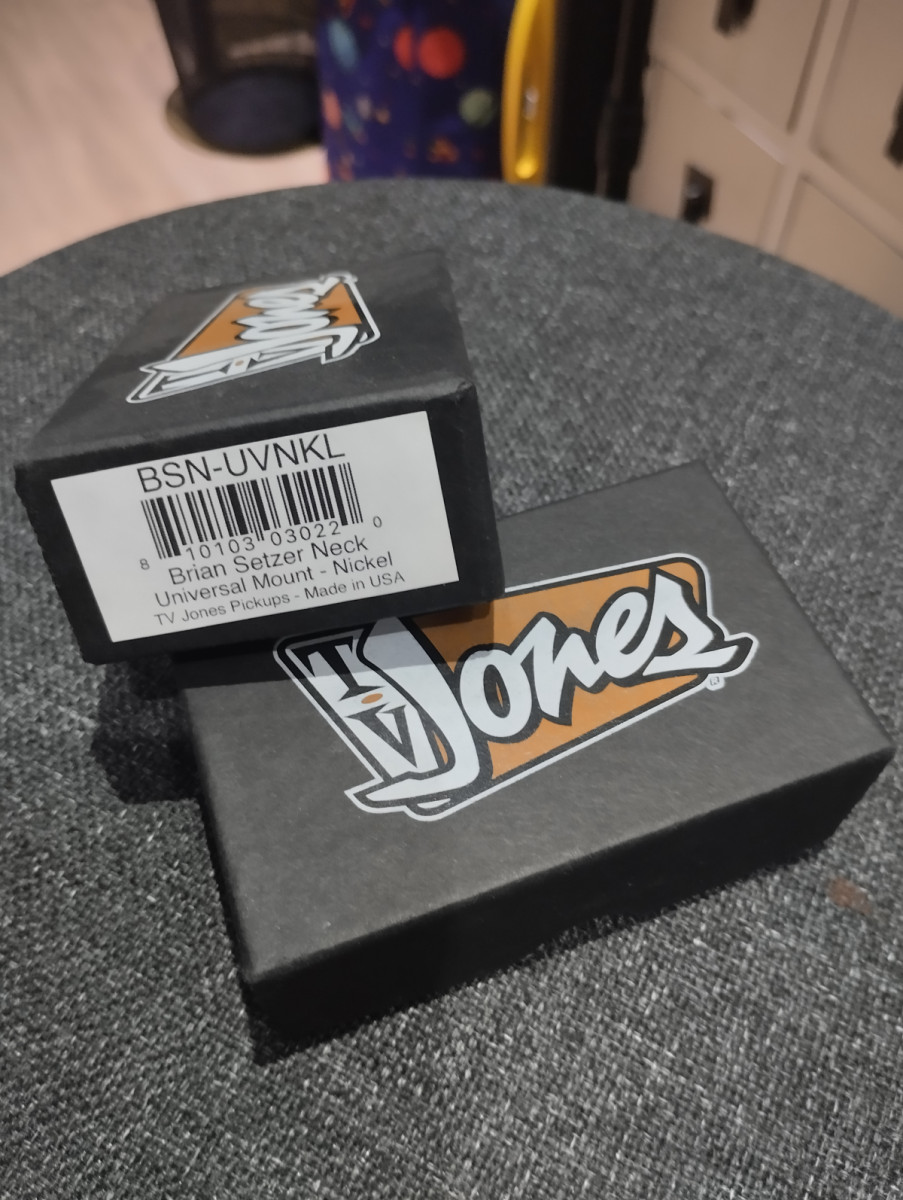 TV Jones
BSN-UVNKL
8 10103 03022 0
Brian Setzer Neck
Universal Mount - Nickel
TV Jones Pickups - Made in USA
TV Jones